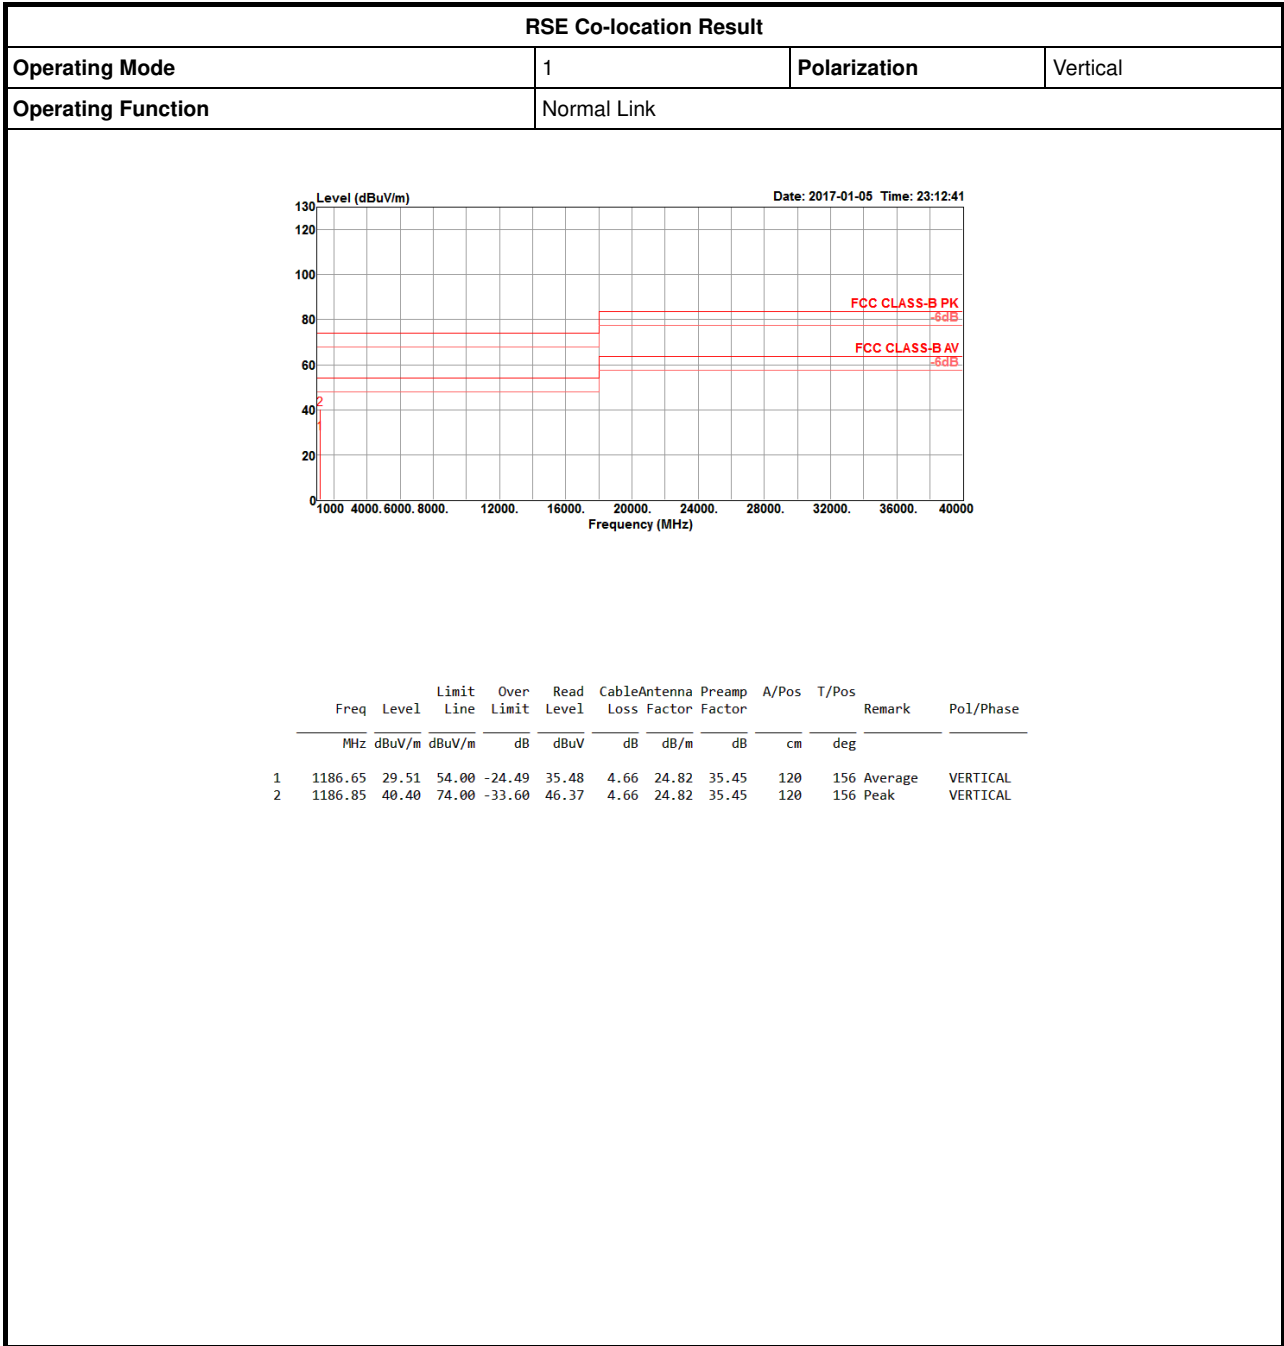 RSE Co-location Result
Operating Mode 1 Polarization Vertical
Operating Function Normal Link
Level (dBuV/m) Date: 2017-01-05 Time: 23:12:41
130
120
100
FCC CLASS-B PK
80 -6dB
FCC CLASS-B AV
60 -6dB
2
40
1
20
0
1000 4000. 6000. 8000. 12000. 16000. 20000. 24000. 28000. 32000. 36000. 40000
Frequency (MHz)
Limit Over Read CableAntenna Preamp A/Pos T/Pos
Freq Level Line Limit Level Loss Factor Factor Remark Pol/Phase
MHz dBuV/m dBuV/m dB dBuV dB dB/m dB cm deg
1 1186.65 29.51 54.00 -24.49 35.48 4.66 24.82 35.45 120 156 Average VERTICAL
2 1186.85 40.40 74.00 -33.60 46.37 4.66 24.82 35.45 120 156 Peak VERTICAL